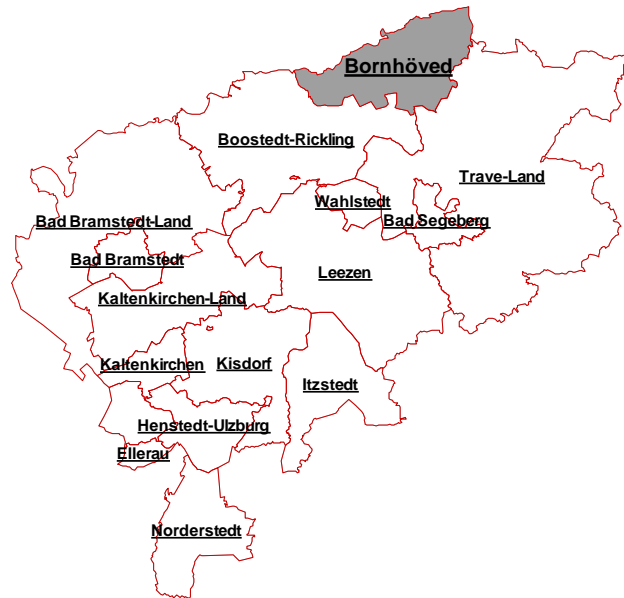 Bornhöved
Boostedt-Rickling
Trave-Land
Wahlstedt
Bad Segeberg
Bad Bramstedt-Land
Bad Bramstedt
Leezen
Kaltenkirchen-Land
Kaltenkirchen
Kisdorf
Itzstedt
Henstedt-Ulzburg
Ellerau
Norderstedt